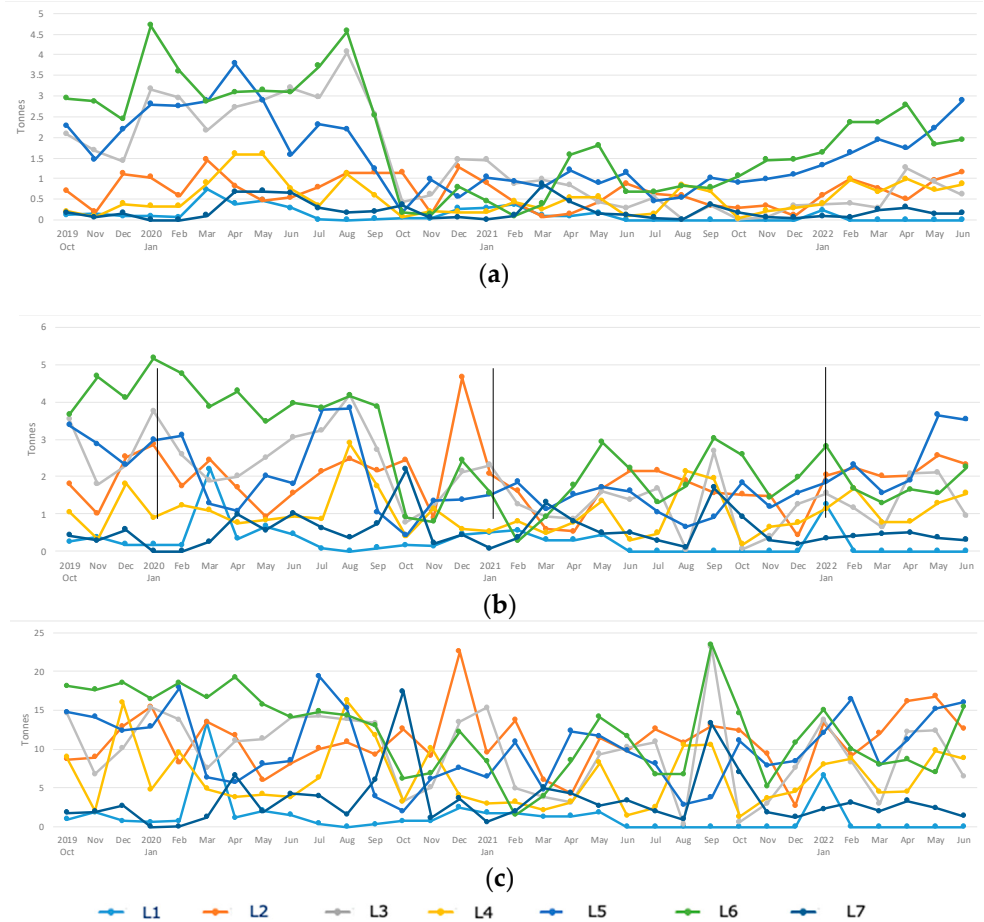 5
4.5
4
3.5
3
2.5
2
1.5
1
0.5
0
Tonnes
2019 Nov Dec 2020 Feb Mar Apr May Jun Jul Aug Sep Oct Nov Dec 2021 Feb Mar Apr May Jun Jul Aug Sep Oct Nov Dec 2022 Feb Mar Apr May Jun
Oct Jan Jan Jan
(a)
6
5
4
3
2
1
0
Tonnes
2019 Nov Dec 2020 Feb Mar Apr May Jun Jul Aug Sep Oct Nov Dec 2021 Feb Mar Apr May Jun Jul Aug Sep Oct Nov Dec 2022 Feb Mar Apr May Jun
Oct Jan Jan Jan
(b)
25
20
15
10
5
0
Tonnes
2019 Nov Dec 2020 Feb Mar Apr May Jun Jul Aug Sep Oct Nov Dec 2021 Feb Mar Apr May Jun Jul Aug Sep Oct Nov Dec 2022 Feb Mar Apr May Jun
Oct Jan Jan Jan
(c)
L1 L2 L3 L4 L5 L6 L7